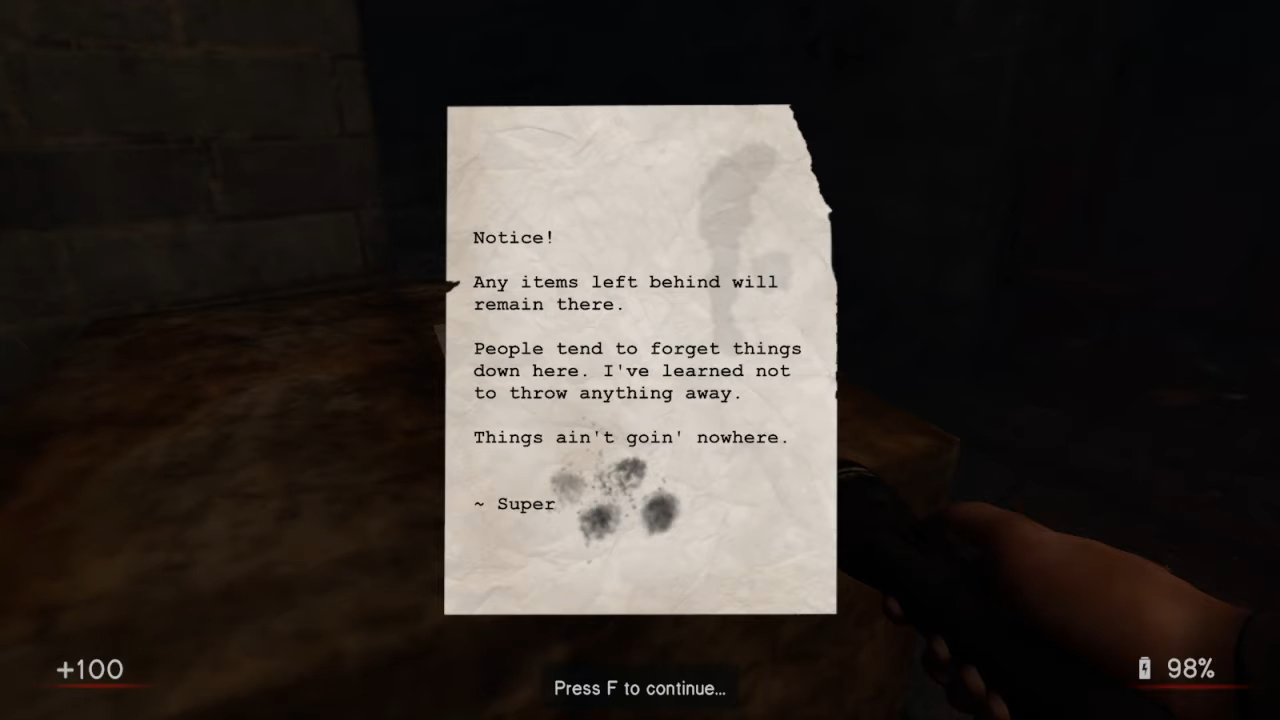 Notice!
Any items left behind will
remain there.
People tend to forget things
down here. I've learned not
to throw anything away.
Things ain't goin' nowhere.
~ Super
+100
98%
Press F to continue...